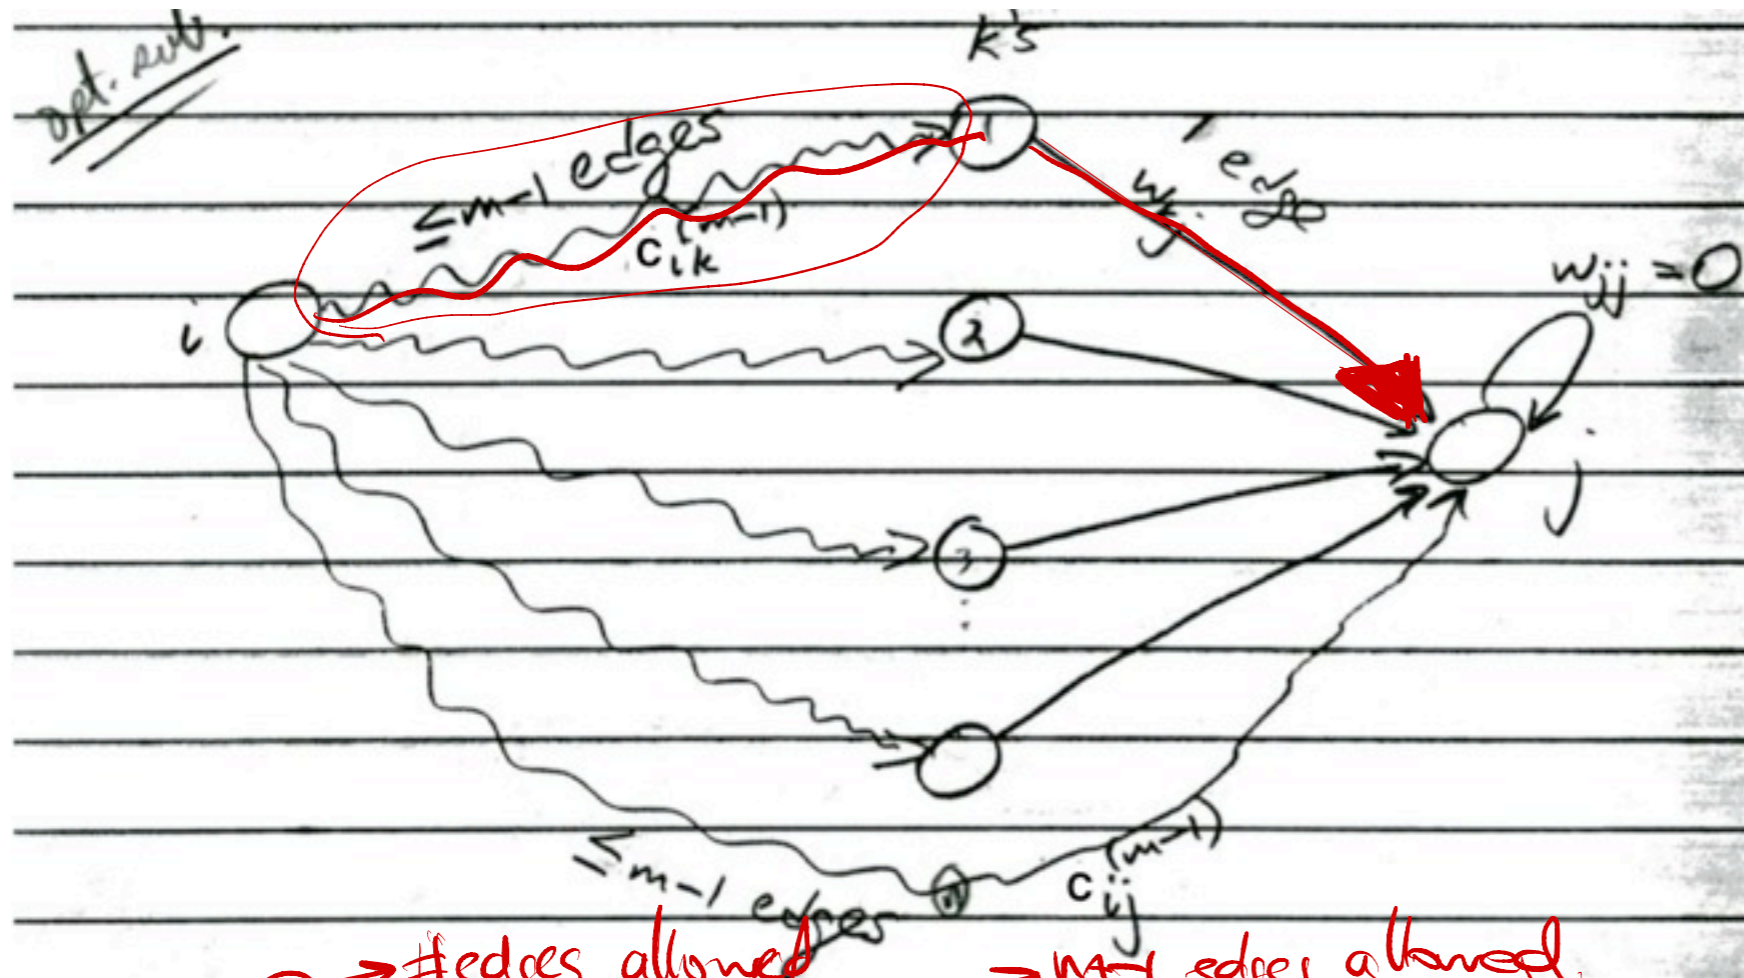 opt. sub.
k's
1
≤ m-1 edges
c_ik^(m-1)
1 edge
w_jj = 0
i
2
j
3
≤ m-1 edges
c_ij^(m-1)
→ #edges allowed
→ m-1 edges allowed.